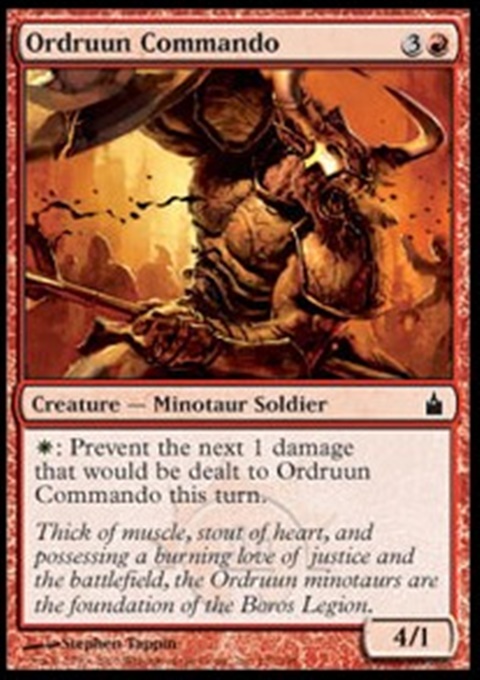 Ordruun Commando 3
Creature — Minotaur Soldier
: Prevent the next 1 damage
that would be dealt to Ordruun
Commando this turn.
Thick of muscle, stout of heart, and
possessing a burning love of justice and
the battlefield, the Ordruun minotaurs are
the foundation of the Boros Legion.
4/1
Stephen Tappin